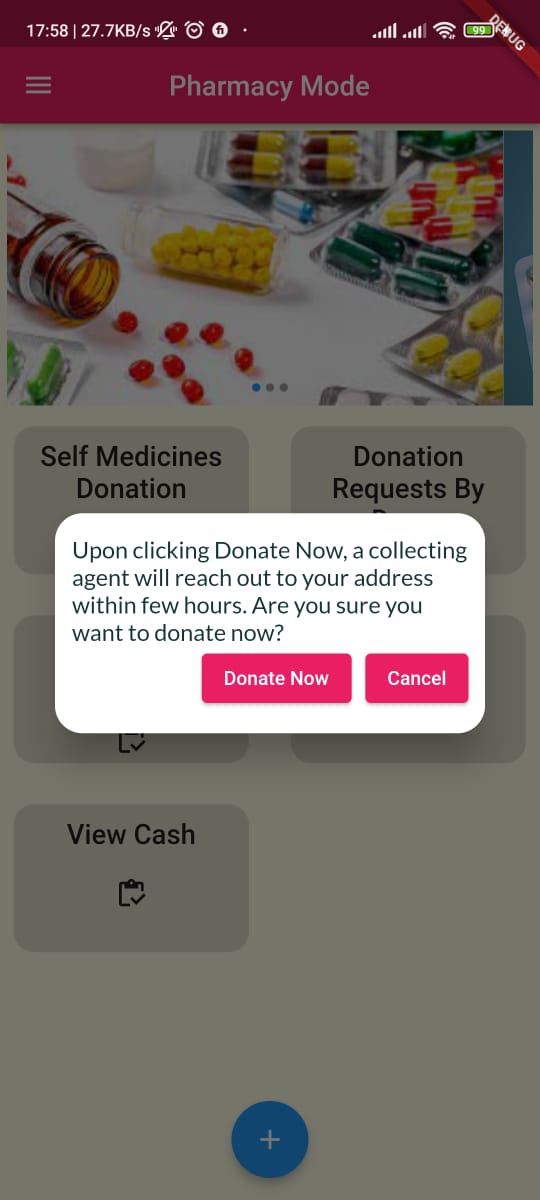 17:58 | 27.7KB/s
99
DEBUG
Pharmacy Mode
Self Medicines
Donation
Donation
Requests By
Upon clicking Donate Now, a collecting
agent will reach out to your address
within few hours. Are you sure you
want to donate now?
Donate Now
Cancel
View Cash